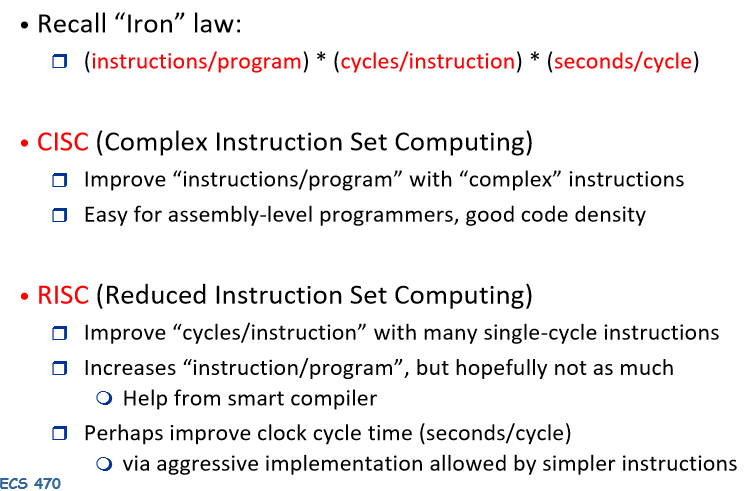 • Recall “Iron” law:
❒ (instructions/program) * (cycles/instruction) * (seconds/cycle)
• CISC (Complex Instruction Set Computing)
❒ Improve “instructions/program” with “complex” instructions
❒ Easy for assembly-level programmers, good code density
• RISC (Reduced Instruction Set Computing)
❒ Improve “cycles/instruction” with many single-cycle instructions
❒ Increases “instruction/program”, but hopefully not as much
❍ Help from smart compiler
❒ Perhaps improve clock cycle time (seconds/cycle)
❍ via aggressive implementation allowed by simpler instructions
ECS 470